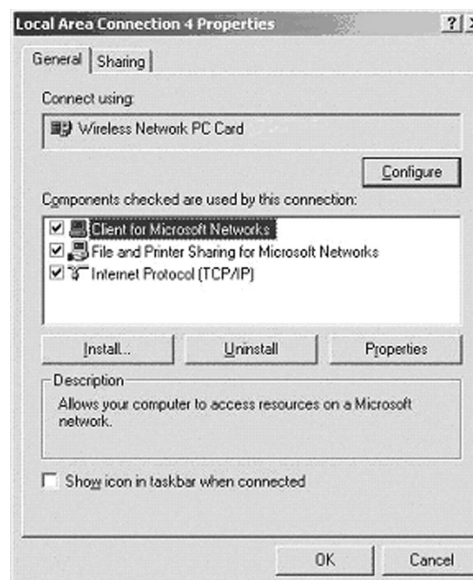 Local Area Connection 4 Properties
General Sharing
Connect using:
Wireless Network PC Card
Configure
Components checked are used by this connection:
Client for Microsoft Networks
File and Printer Sharing for Microsoft Networks
Internet Protocol (TCP/IP)
Install... Uninstall Properties
Description
Allows your computer to access resources on a Microsoft
network.
Show icon in taskbar when connected
OK Cancel